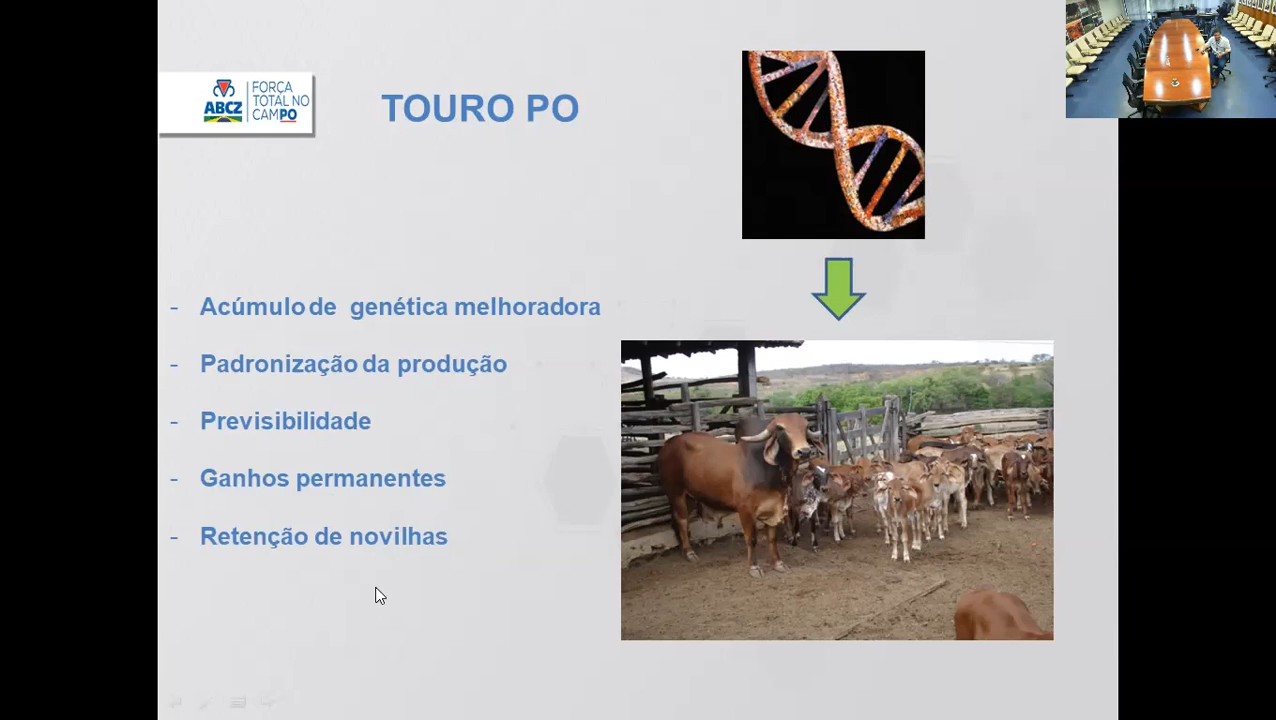 ABCZ
FORÇA
TOTAL NO
CAMPO
TOURO PO
- Acúmulo de genética melhoradora
- Padronização da produção
- Previsibilidade
- Ganhos permanentes
- Retenção de novilhas